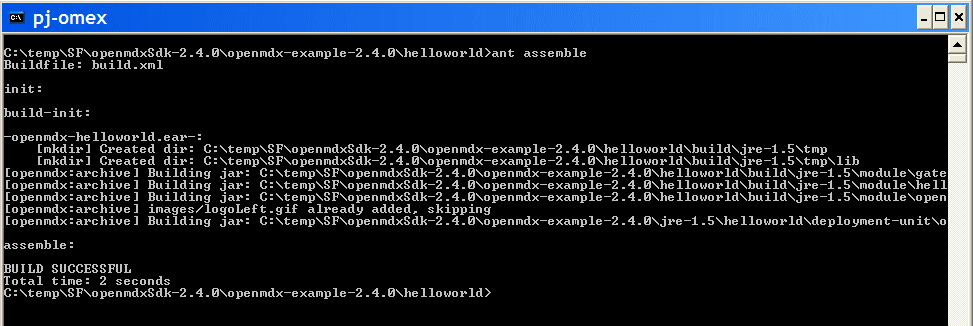 pj-omex
C:\temp\SF\openmdxSdk-2.4.0\openmdx-example-2.4.0\helloworld>ant assemble
Buildfile: build.xml
init:
build-init:
-openmdx-helloworld.ear-:
[mkdir] Created dir: C:\temp\SF\openmdxSdk-2.4.0\openmdx-example-2.4.0\helloworld\build\jre-1.5\tmp
[mkdir] Created dir: C:\temp\SF\openmdxSdk-2.4.0\openmdx-example-2.4.0\helloworld\build\jre-1.5\tmp\lib
[openmdx:archive] Building jar: C:\temp\SF\openmdxSdk-2.4.0\openmdx-example-2.4.0\helloworld\build\jre-1.5\module\gate
[openmdx:archive] Building jar: C:\temp\SF\openmdxSdk-2.4.0\openmdx-example-2.4.0\helloworld\build\jre-1.5\module\hell
[openmdx:archive] Building jar: C:\temp\SF\openmdxSdk-2.4.0\openmdx-example-2.4.0\helloworld\build\jre-1.5\module\open
[openmdx:archive] images/logoLeft.gif already added, skipping
[openmdx:archive] Building jar: C:\temp\SF\openmdxSdk-2.4.0\openmdx-example-2.4.0\jre-1.5\helloworld\deployment-unit\o
assemble:
BUILD SUCCESSFUL
Total time: 2 seconds
C:\temp\SF\openmdxSdk-2.4.0\openmdx-example-2.4.0\helloworld>